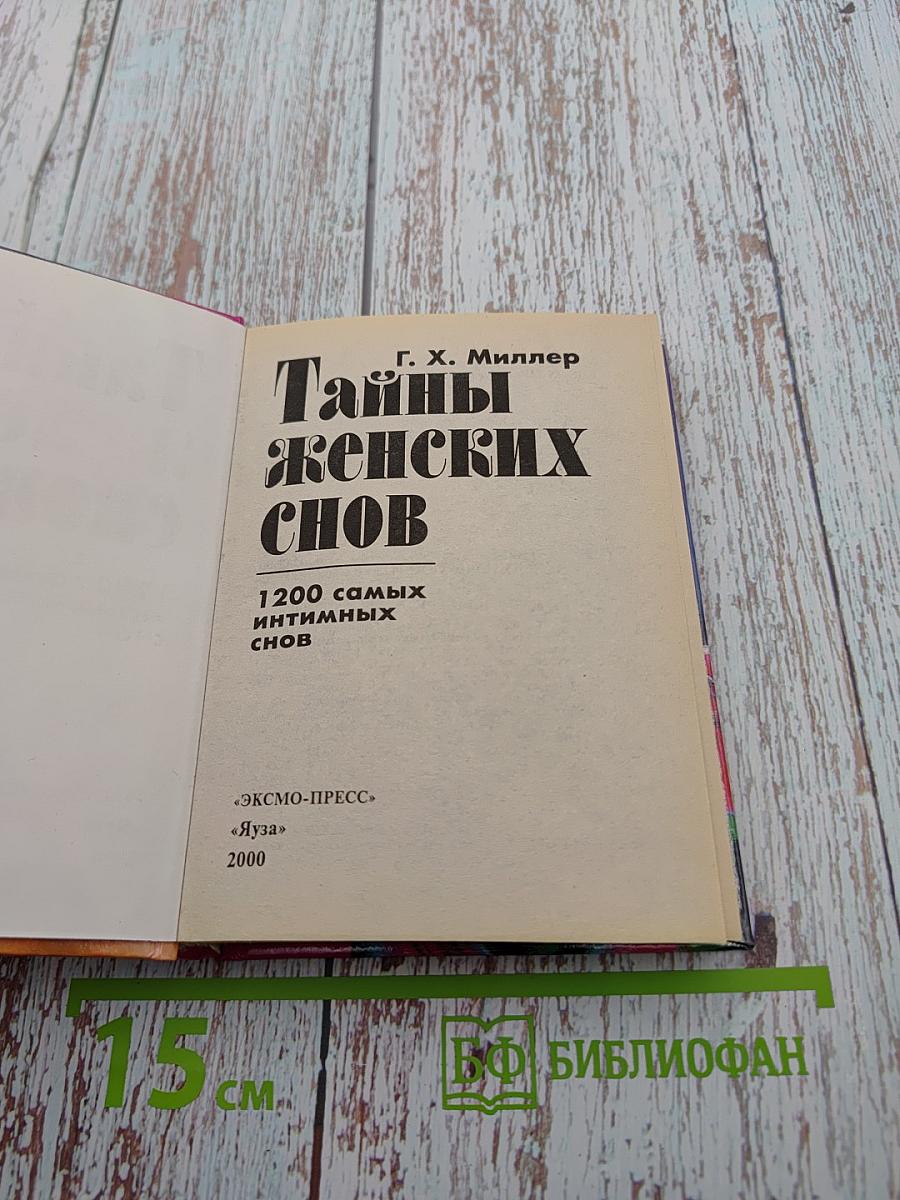 Г. Х. Миллер
Тайны
женских
снов
1200 самых
интимных
снов
«ЭКСМО-ПРЕСС»
«Яуза»
2000
15 см
БФ БИБЛИОФАН